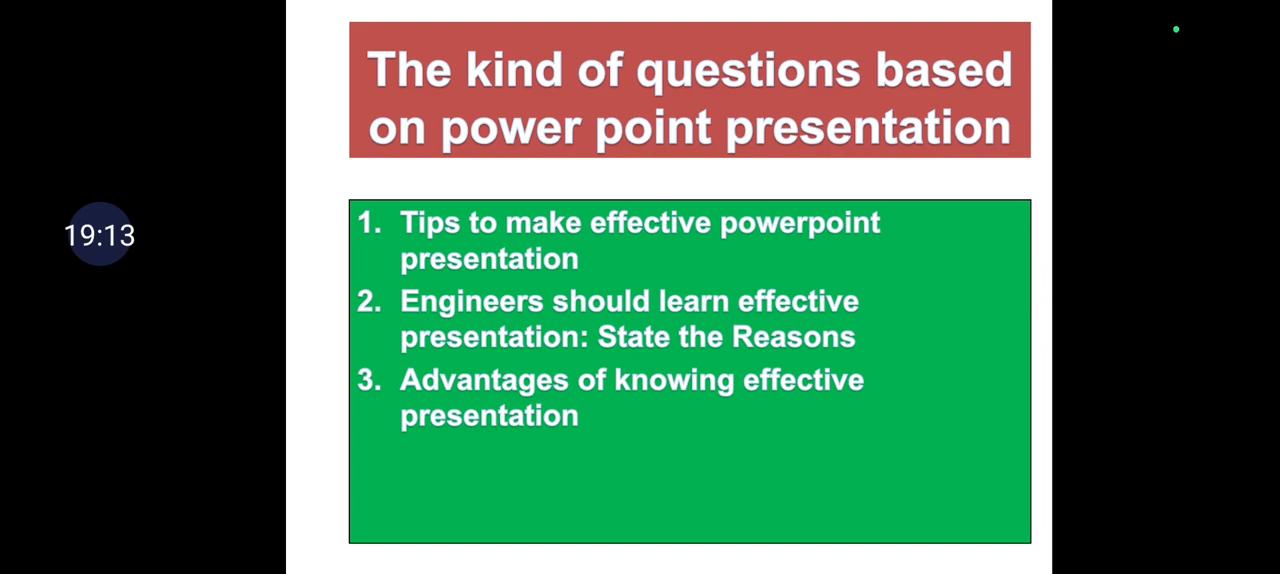 The kind of questions based
on power point presentation
19:13
1. Tips to make effective powerpoint
presentation
2. Engineers should learn effective
presentation: State the Reasons
3. Advantages of knowing effective
presentation